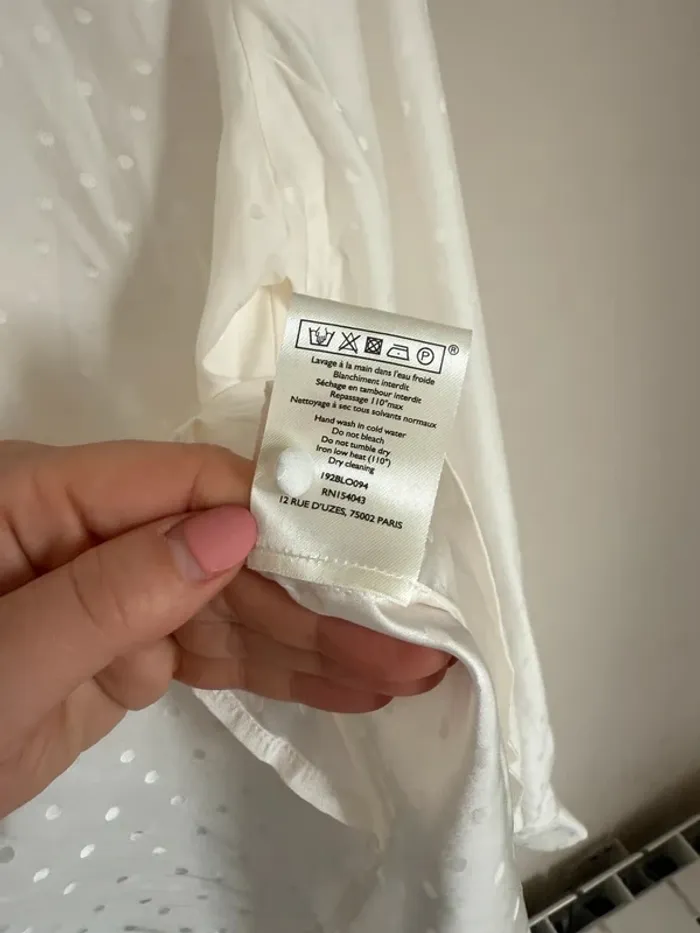 P ®
Lavage à la main dans l'eau froide
Blanchiment interdit
Séchage en tambour interdit
Repassage 110°max
Nettoyage à sec tous solvants normaux
Hand wash in cold water
Do not bleach
Do not tumble dry
Iron low heat (110°)
Dry cleaning
192BLO094
RN154043
12 RUE D'UZES, 75002 PARIS